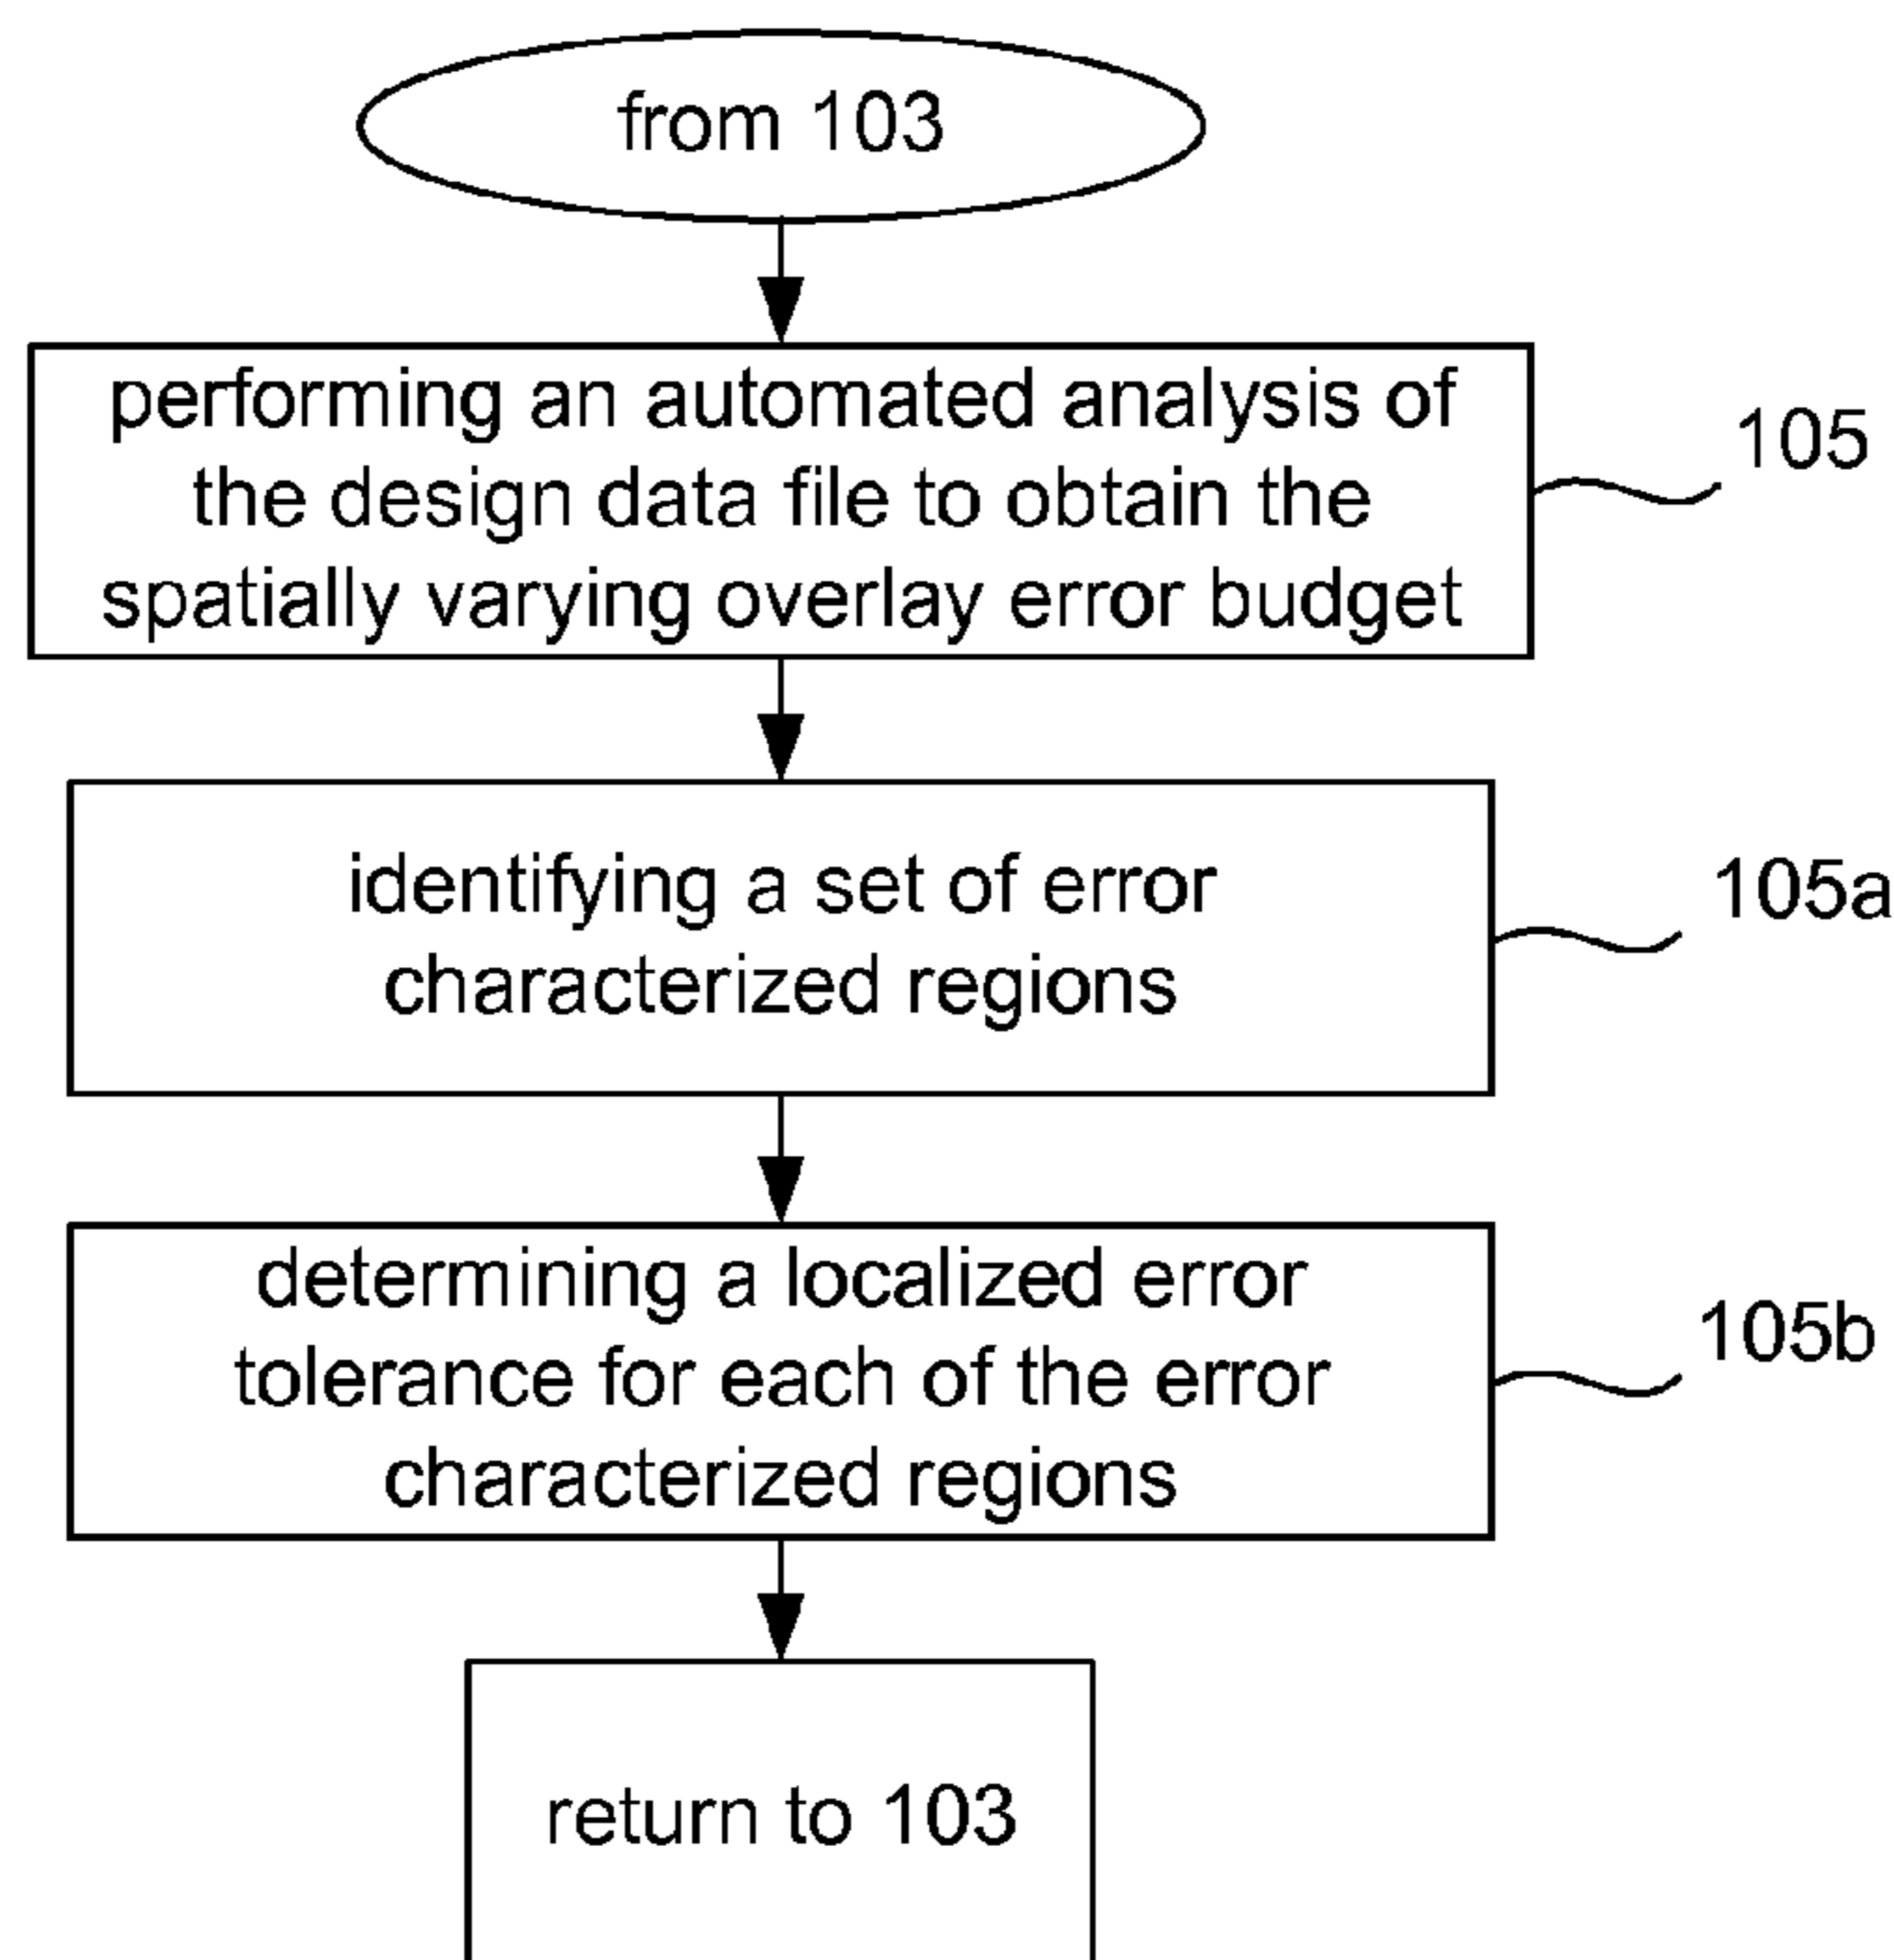 from 103
performing an automated analysis of
the design data file to obtain the
spatially varying overlay error budget
105
identifying a set of error
characterized regions
105a
determining a localized error
tolerance for each of the error
characterized regions
105b
return to 103